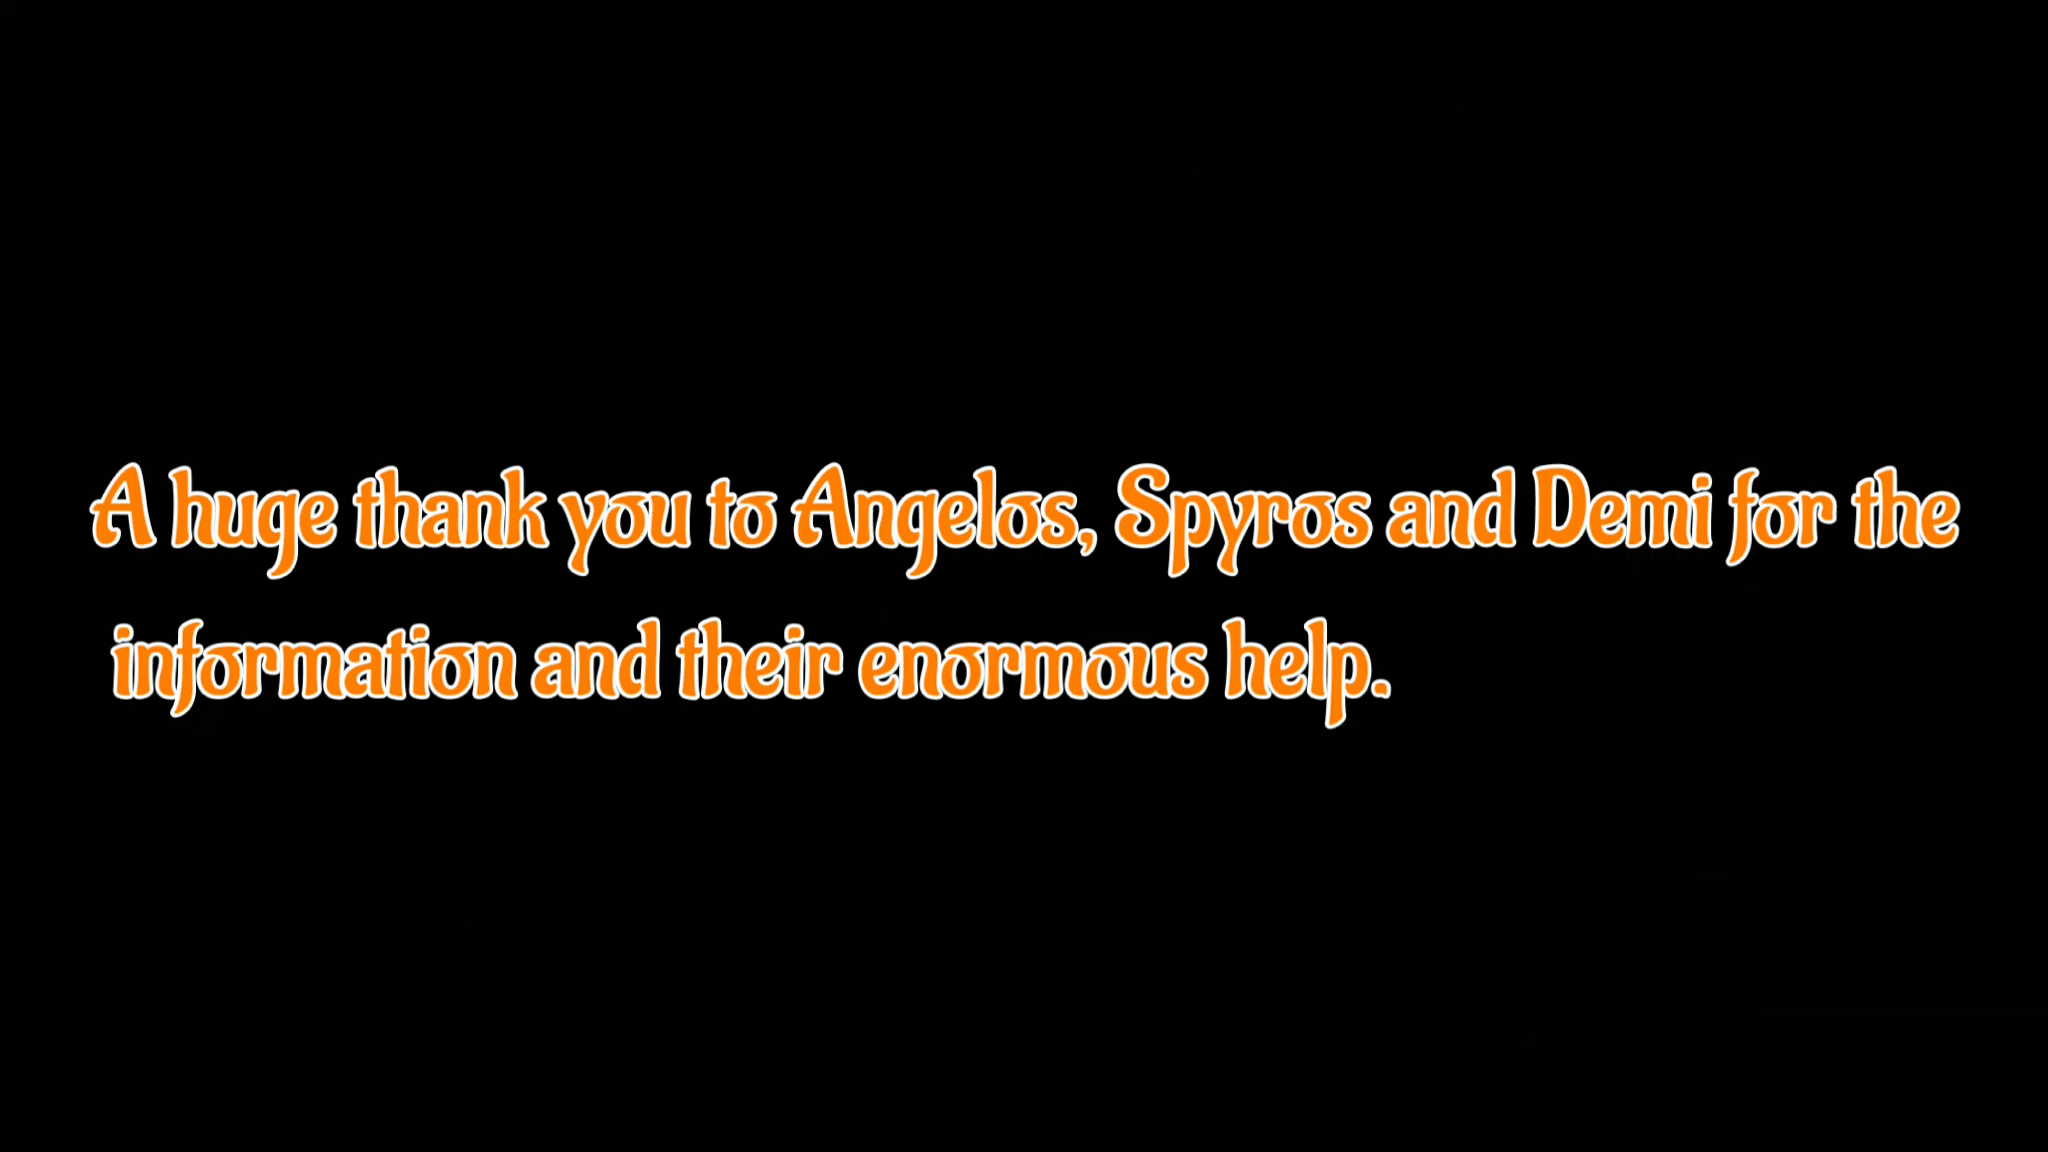 A huge thank you to Angelos, Spyros and Demi for the
information and their enormous help.